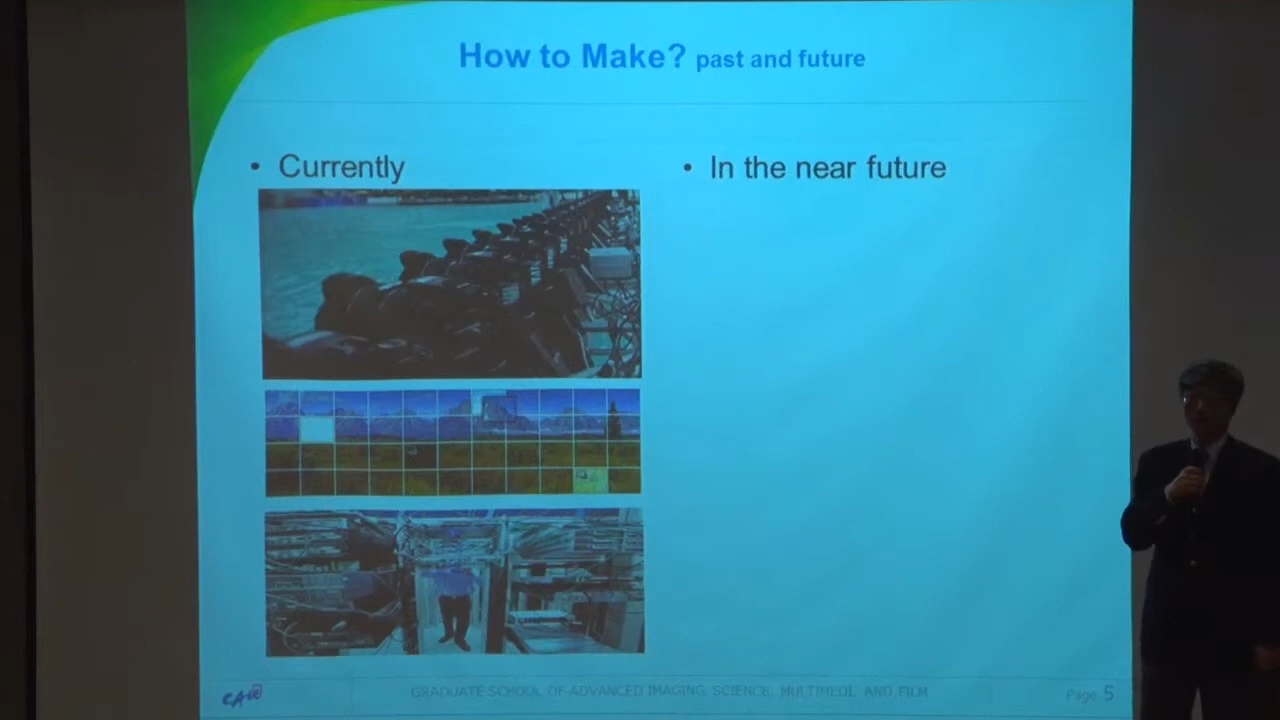 How to Make? past and future
• Currently
• In the near future
CAU
GRADUATE SCHOOL OF ADVANCED IMAGING SCIENCE, MULTIMEDI, AND FILM
Page 5